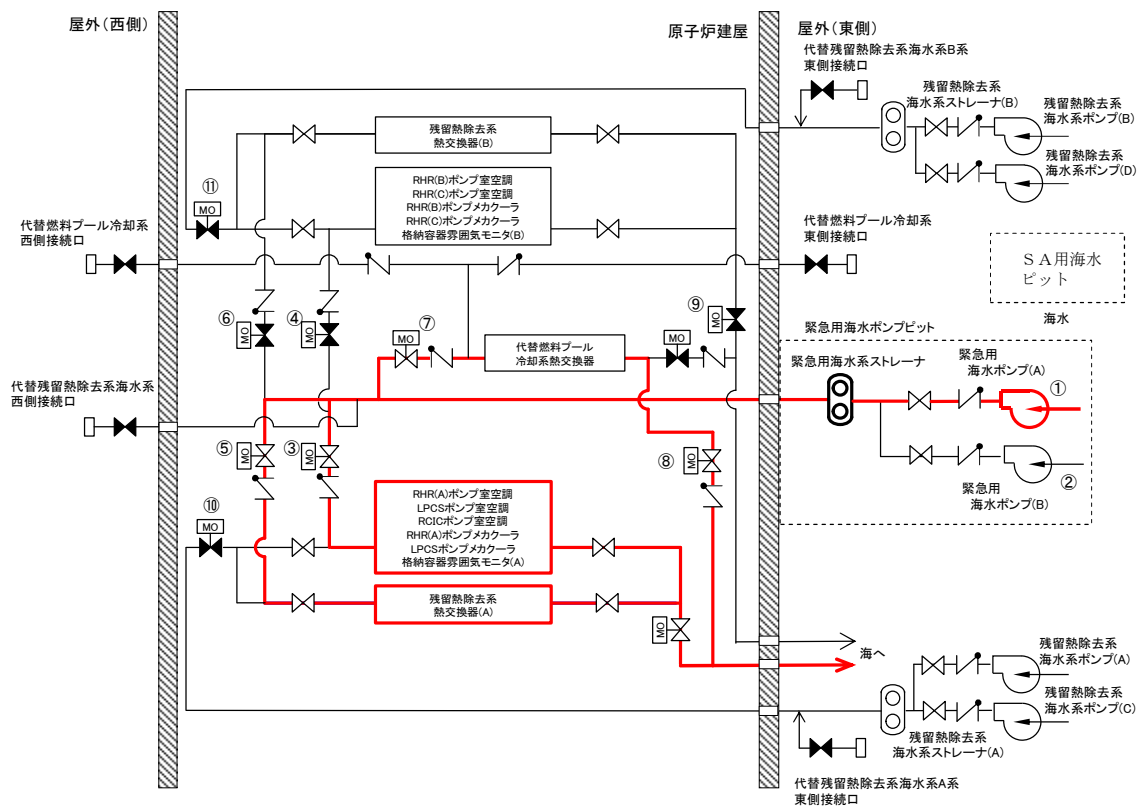 屋外(西側)
原子炉建屋
屋外(東側)
代替残留熱除去系海水系B系
東側接続口
残留熱除去系
海水系ストレーナ(B)
残留熱除去系
海水系ポンプ(B)
残留熱除去系
海水系ポンプ(D)
残留熱除去系
熱交換器(B)
⑪
MO
RHR(B)ポンプ室空調
RHR(C)ポンプ室空調
RHR(B)ポンプメカクーラ
RHR(C)ポンプメカクーラ
格納容器雰囲気モニタ(B)
代替燃料プール冷却系
西側接続口
代替燃料プール冷却系
東側接続口
SA用海水
ピット
海水
⑥
MO
④
MO
⑦
MO
代替燃料プール
冷却系熱交換器
MO
⑨
MO
緊急用海水ポンプピット
緊急用海水系ストレーナ
緊急用
海水ポンプ(A)
①
代替残留熱除去系海水系
西側接続口
⑤
MO
③
MO
⑧
MO
緊急用
海水ポンプ(B)
②
⑩
MO
RHR(A)ポンプ室空調
LPCSポンプ室空調
RCICポンプ室空調
RHR(A)ポンプメカクーラ
LPCSポンプメカクーラ
格納容器雰囲気モニタ(A)
残留熱除去系
熱交換器(A)
MO
海へ
残留熱除去系
海水系ポンプ(A)
残留熱除去系
海水系ポンプ(C)
残留熱除去系
海水系ストレーナ(A)
代替残留熱除去系海水系A系
東側接続口